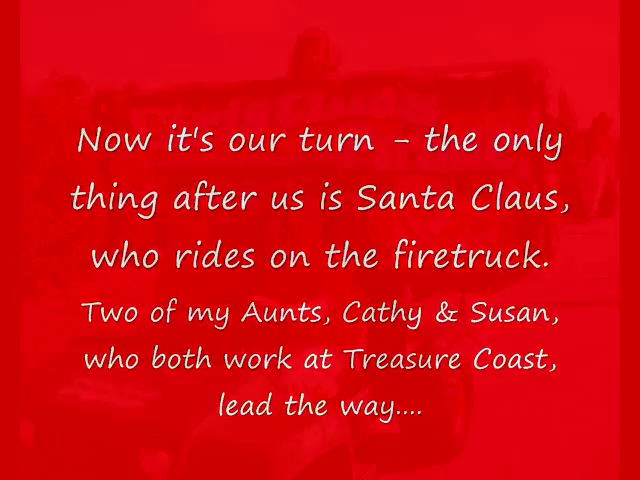 Now it's our turn - the only
thing after us is Santa Claus,
who rides on the firetruck.
Two of my Aunts, Cathy & Susan,
who both work at Treasure Coast,
lead the way....